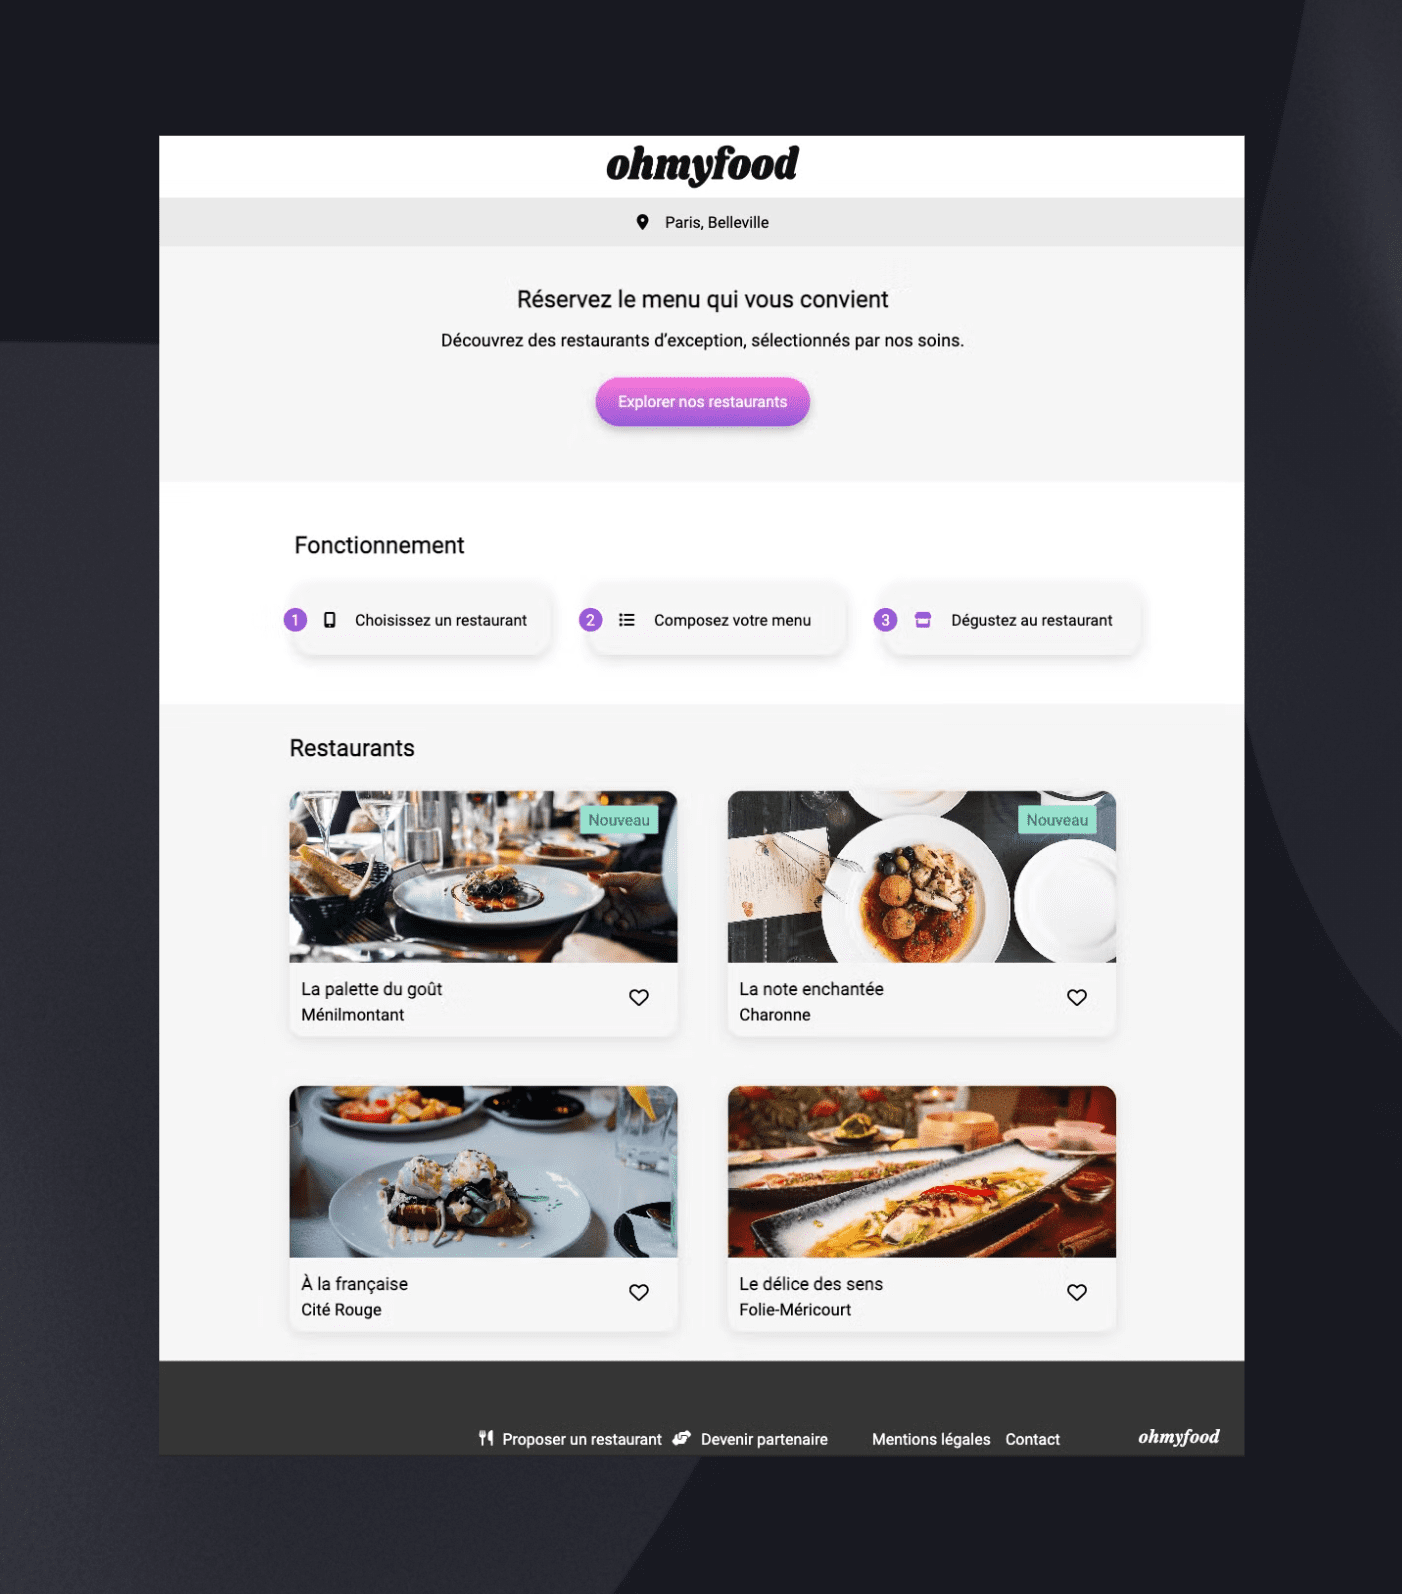 ohmyfood
Paris, Belleville
Réservez le menu qui vous convient
Découvrez des restaurants d’exception, sélectionnés par nos soins.
Explorer nos restaurants
Fonctionnement
1 Choisissez un restaurant
2 Composez votre menu
3 Dégustez au restaurant
Restaurants
Nouveau
La palette du goût
Ménilmontant
Nouveau
La note enchantée
Charonne
À la française
Cité Rouge
Le délice des sens
Folie-Méricourt
Proposer un restaurant Devenir partenaire Mentions légales Contact ohmyfood